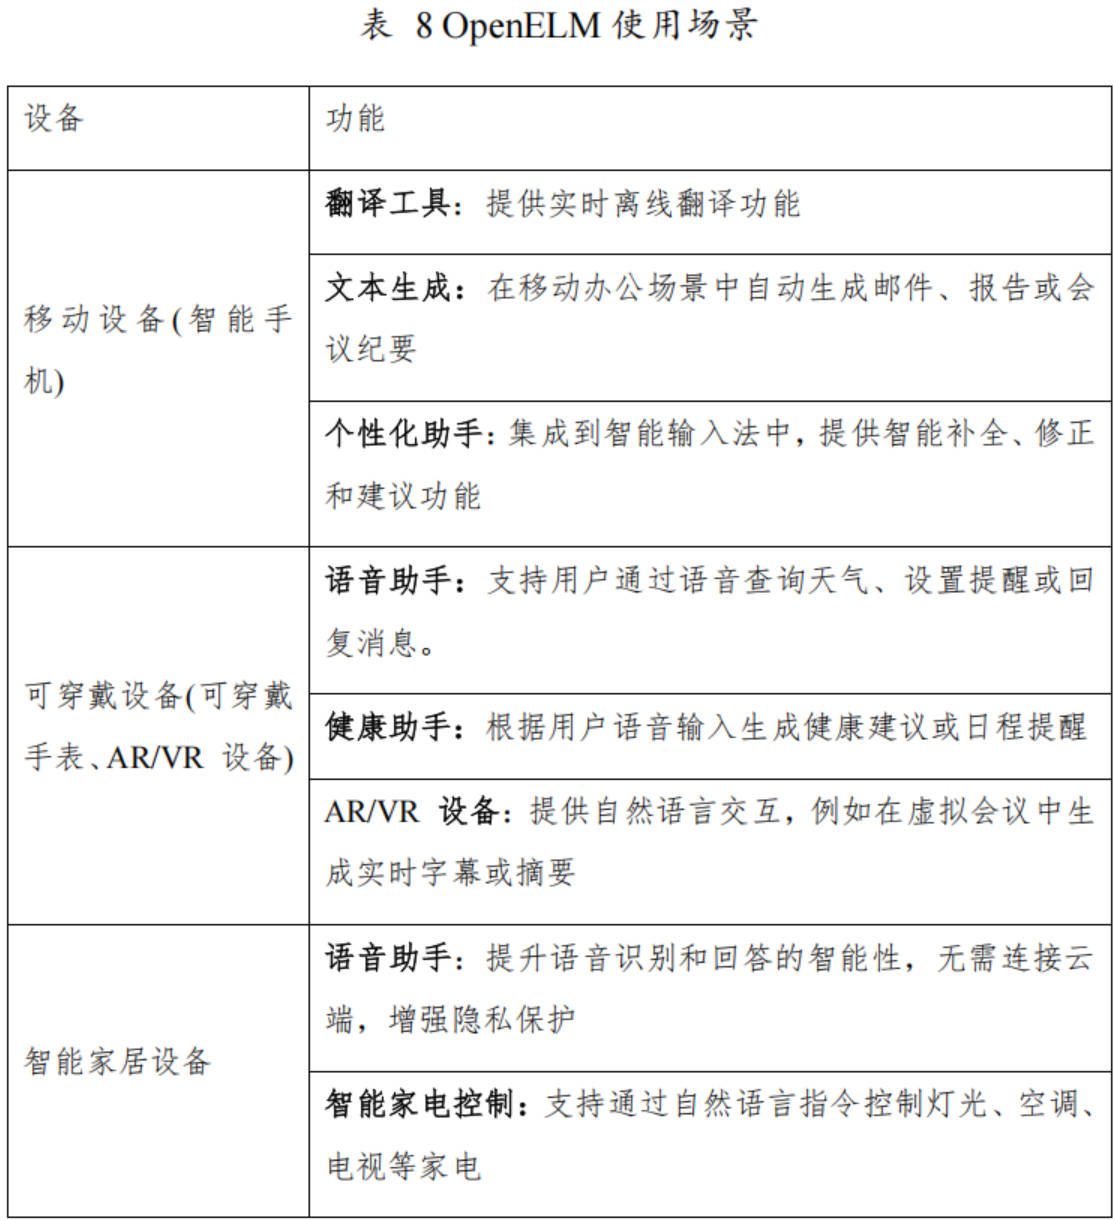 表 8 OpenELM 使用场景
设备
功能
移动设备(智能手
机)
翻译工具：提供实时离线翻译功能
文本生成：在移动办公场景中自动生成邮件、报告或会
议纪要
个性化助手：集成到智能输入法中，提供智能补全、修正
和建议功能
可穿戴设备(可穿戴
手表、AR/VR 设备)
语音助手：支持用户通过语音查询天气、设置提醒或回
复消息。
健康助手：根据用户语音输入生成健康建议或日程提醒
AR/VR 设备：提供自然语言交互，例如在虚拟会议中生
成实时字幕或摘要
智能家居设备
语音助手：提升语音识别和回答的智能性，无需连接云
端，增强隐私保护
智能家电控制：支持通过自然语言指令控制灯光、空调、
电视等家电